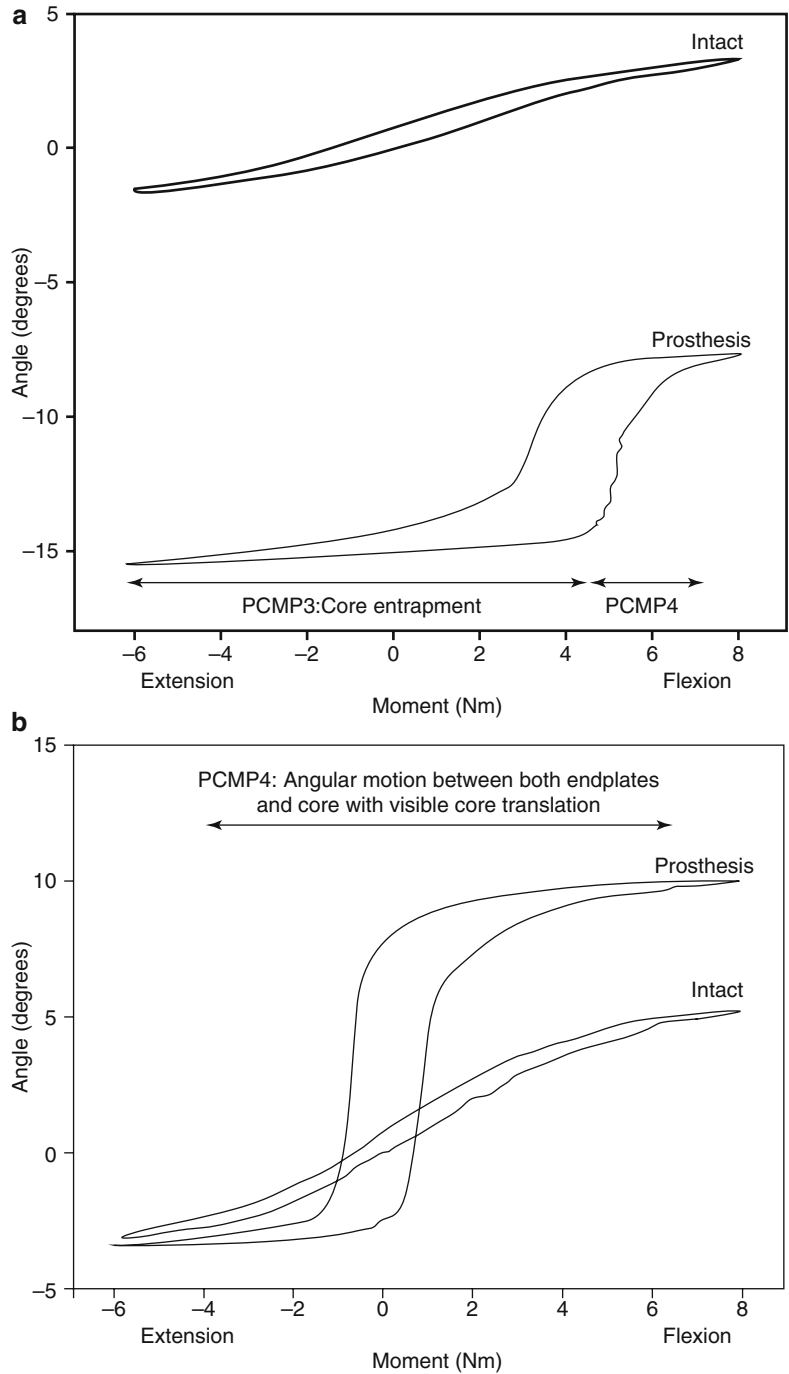 a
5
Intact
0
−5
Prosthesis
−10
−15
PCMP3:Core entrapment
PCMP4
−6
−4
−2
0
2
4
6
8
Extension
Flexion
Moment (Nm)
Angle (degrees)
b
15
PCMP4: Angular motion between both endplates
and core with visible core translation
Prosthesis
10
Intact
5
0
−5
−6
−4
−2
0
2
4
6
8
Extension
Flexion
Moment (Nm)
Angle (degrees)